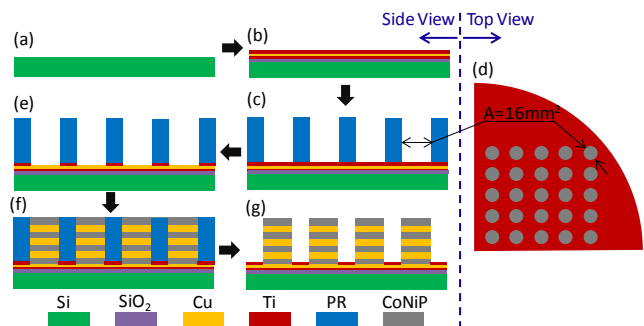 Side View Top View
(a) (b) (d)
A=16mm²
(e) (c)
(f) (g)
Si SiO₂ Cu Ti PR CoNiP